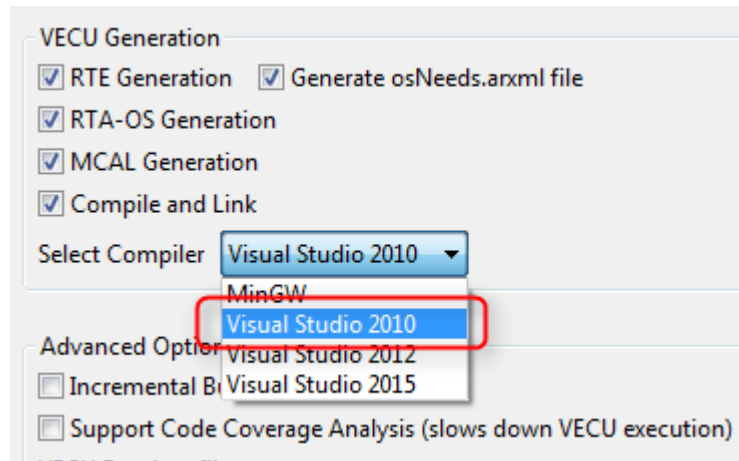 VECU Generation
RTE Generation Generate osNeeds.arxml file
RTA-OS Generation
MCAL Generation
Compile and Link
Select Compiler Visual Studio 2010
MinGW
Visual Studio 2010
Advanced Optio Visual Studio 2012
Incremental B Visual Studio 2015
Support Code Coverage Analysis (slows down VECU execution)